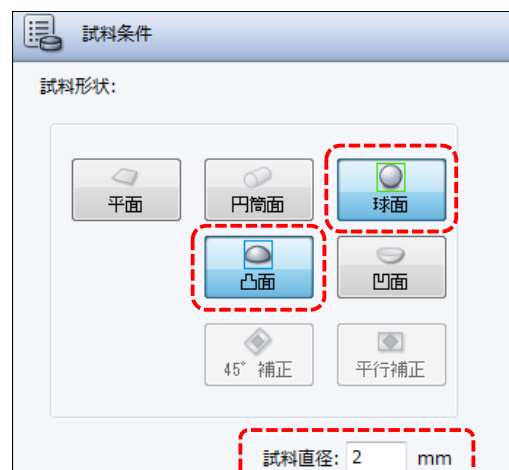 試料条件
試料形状:
平面 円筒面 球面
凸面 凹面
45° 補正 平行補正
試料直径: 2 mm